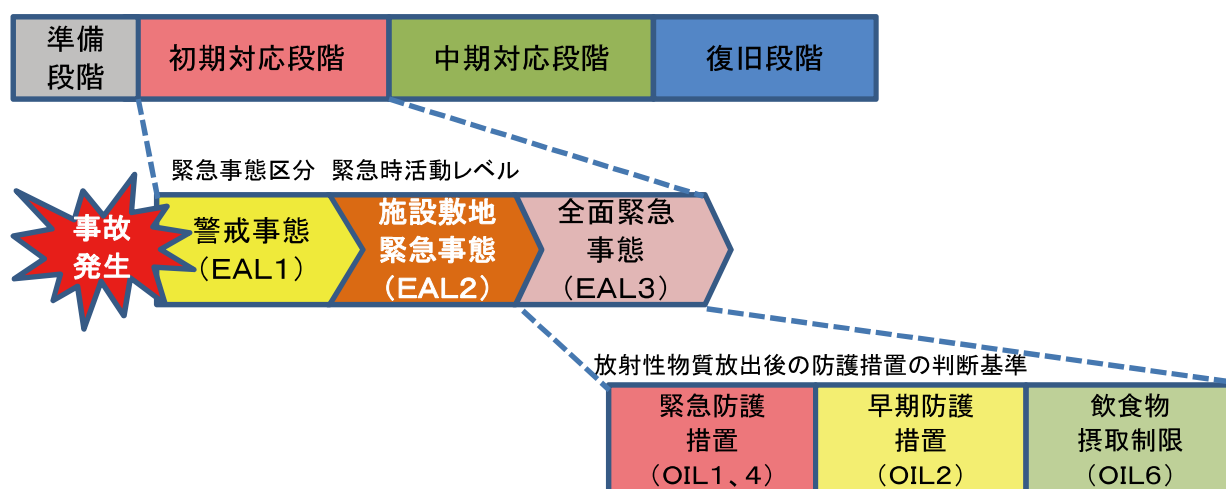 準備
段階
初期対応段階
中期対応段階
復旧段階
緊急事態区分 緊急時活動レベル
事故
発生
警戒事態
(EAL1)
施設敷地
緊急事態
(EAL2)
全面緊急
事態
(EAL3)
放射性物質放出後の防護措置の判断基準
緊急防護
措置
(OIL1、4)
早期防護
措置
(OIL2)
飲食物
摂取制限
(OIL6)